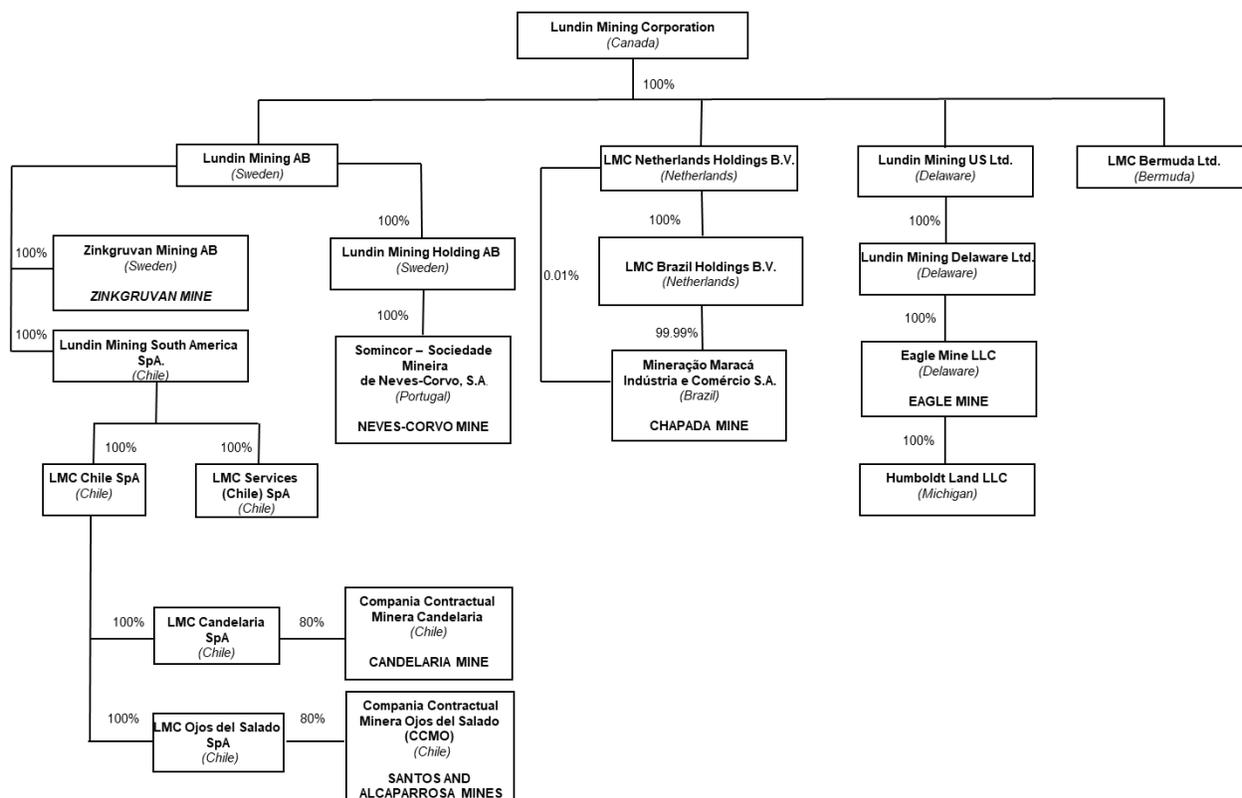 Lundin Mining Corporation
(Canada)
100%
Lundin Mining AB
(Sweden)
LMC Netherlands Holdings B.V.
(Netherlands)
Lundin Mining US Ltd.
(Delaware)
LMC Bermuda Ltd.
(Bermuda)
100%
100%
100%
100%
Zinkgruvan Mining AB
(Sweden)
ZINKGRUVAN MINE
Lundin Mining Holding AB
(Sweden)
0.01%
LMC Brazil Holdings B.V.
(Netherlands)
Lundin Mining Delaware Ltd.
(Delaware)
100%
100%
99.99%
100%
Lundin Mining South America
SpA.
(Chile)
Somincor – Sociedade
Mineira
de Neves-Corvo, S.A.
(Portugal)
NEVES-CORVO MINE
Mineração Maracá
Indústria e Comércio S.A.
(Brazil)
CHAPADA MINE
Eagle Mine LLC
(Delaware)
EAGLE MINE
100%
100%
100%
LMC Chile SpA
(Chile)
LMC Services
(Chile) SpA
(Chile)
Humboldt Land LLC
(Michigan)
100%
LMC Candelaria
SpA
(Chile)
80%
Compania Contractual
Minera Candelaria
(Chile)
CANDELARIA MINE
100%
LMC Ojos del Salado
SpA
(Chile)
80%
Compania Contractual
Minera Ojos del Salado
(CCMO)
(Chile)
SANTOS AND
ALCAPARROSA MINES